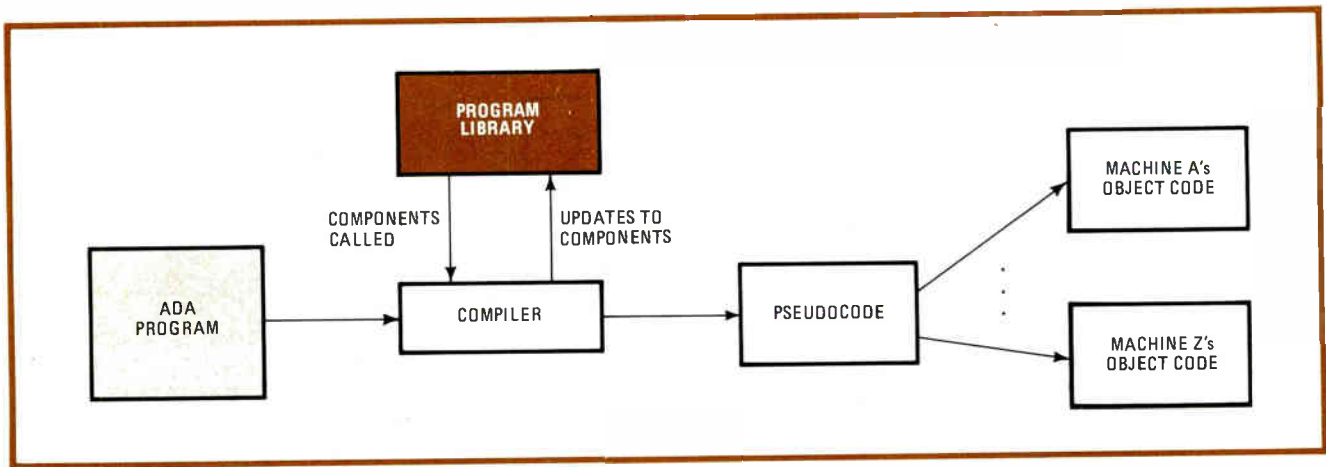 PROGRAM
LIBRARY
COMPONENTS
CALLED
UPDATES TO
COMPONENTS
ADA
PROGRAM
COMPILER
PSEUDOCODE
MACHINE A's
OBJECT CODE
MACHINE Z's
OBJECT CODE